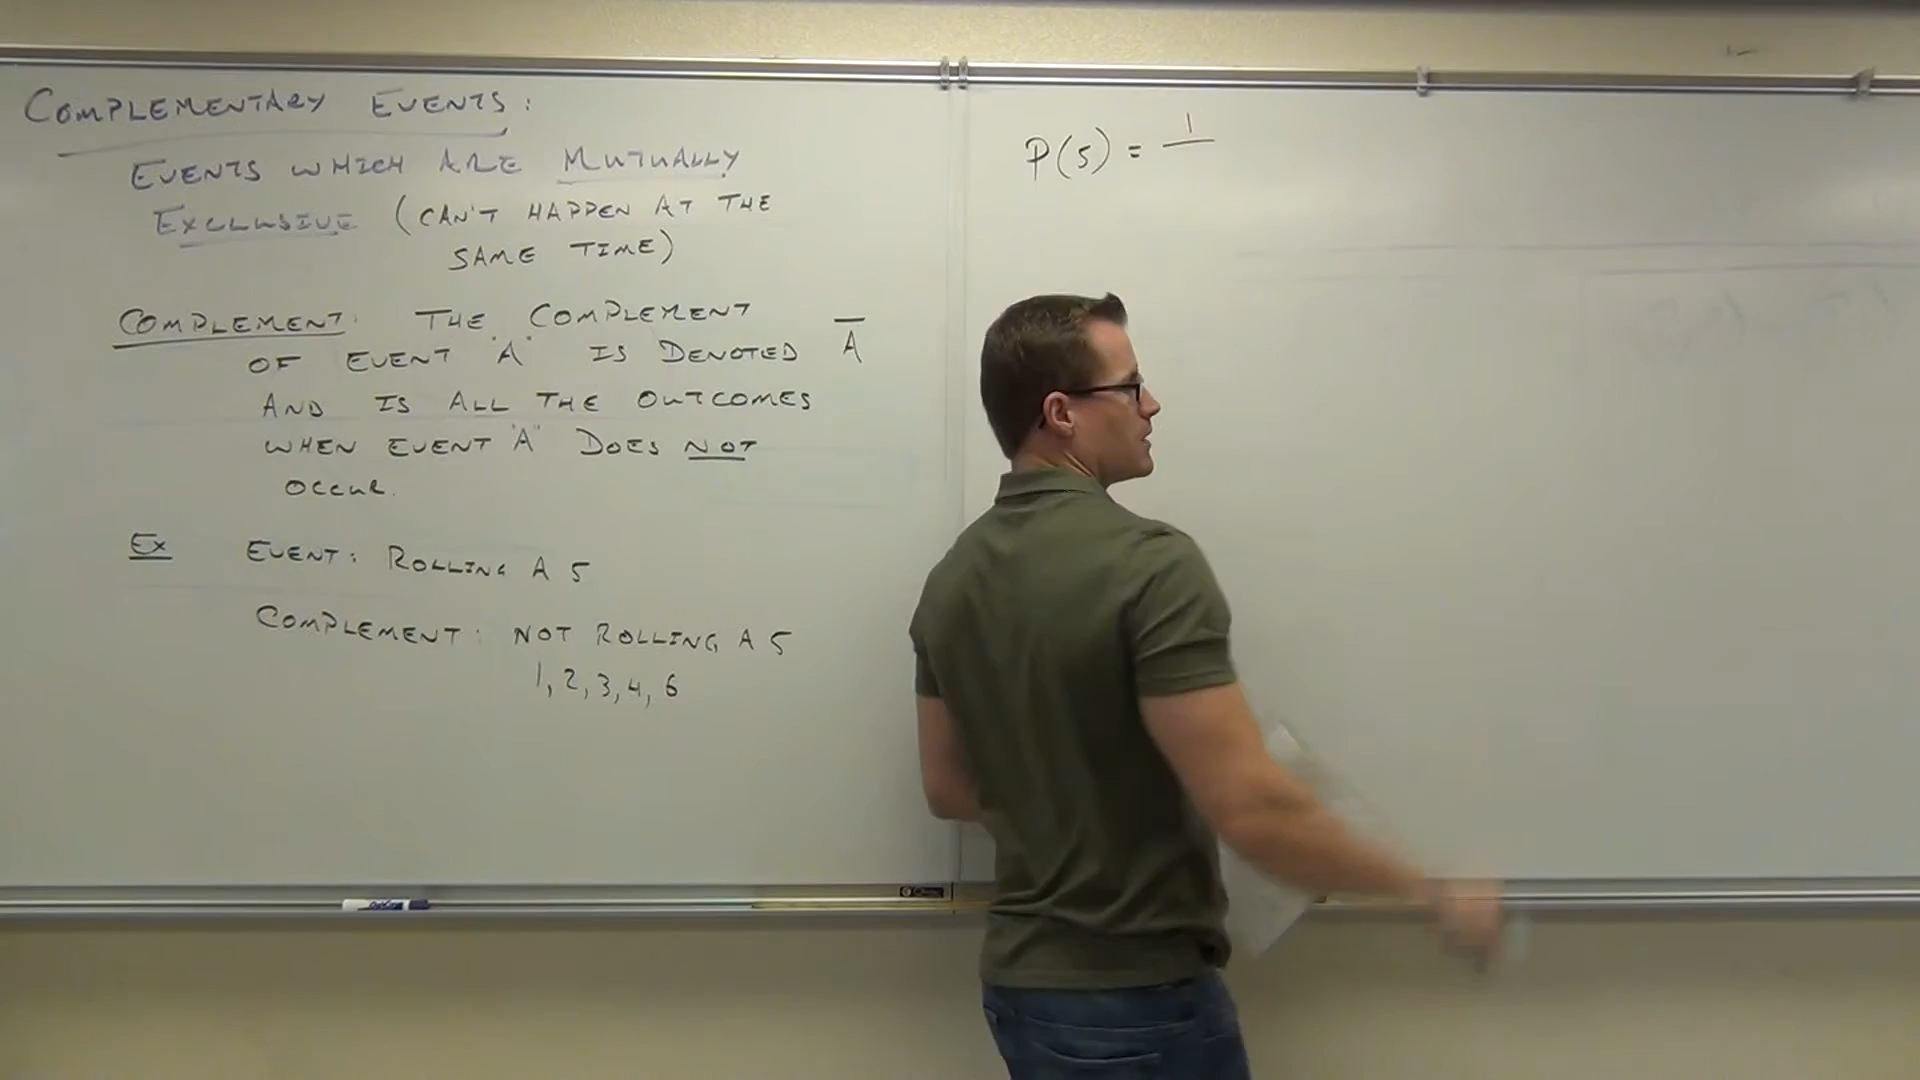 COMPLEMENTARY EVENTS:
EVENTS WHICH ARE MUTUALLY
EXCLUSIVE (CAN'T HAPPEN AT THE
SAME TIME)
COMPLEMENT: THE COMPLEMENT
OF EVENT "A" IS DENOTED A̅
AND IS ALL THE OUTCOMES
WHEN EVENT "A" DOES NOT
OCCUR.
EX EVENT: ROLLING A 5
COMPLEMENT: NOT ROLLING A 5
1, 2, 3, 4, 6
P(5) = 1/